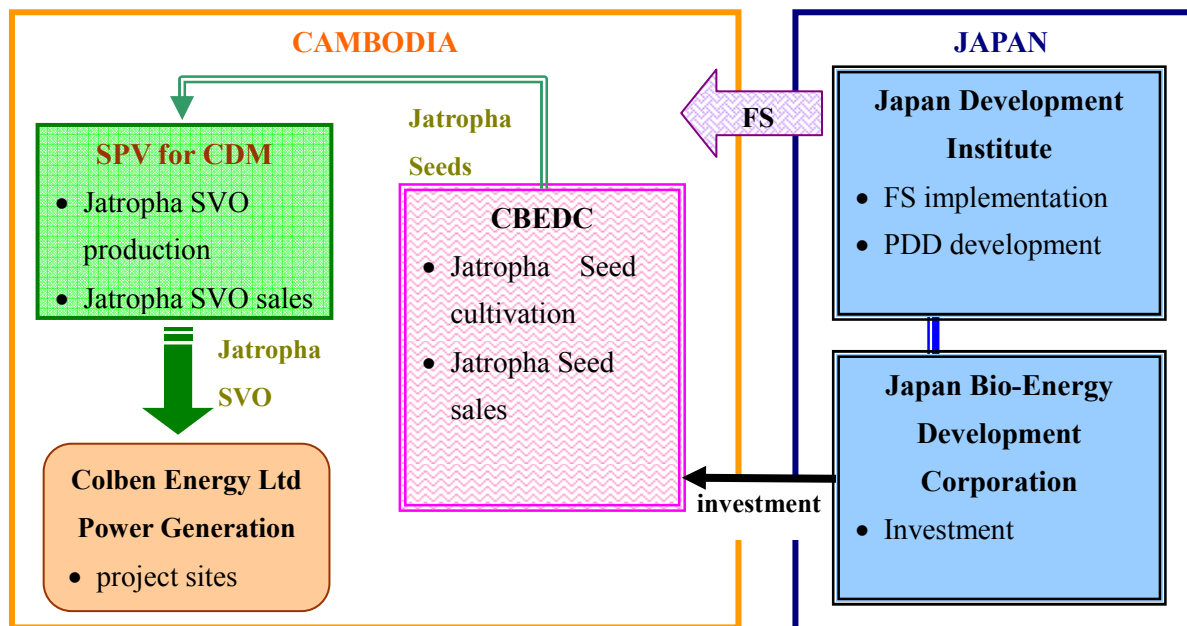 CAMBODIA
Jatropha
Seeds
SPV for CDM
• Jatropha SVO
production
• Jatropha SVO sales
Jatropha
SVO
Colben Energy Ltd
Power Generation
• project sites
CBEDC
• Jatropha Seed
cultivation
• Jatropha Seed
sales
FS
investment
JAPAN
Japan Development
Institute
• FS implementation
• PDD development
Japan Bio-Energy
Development
Corporation
• Investment